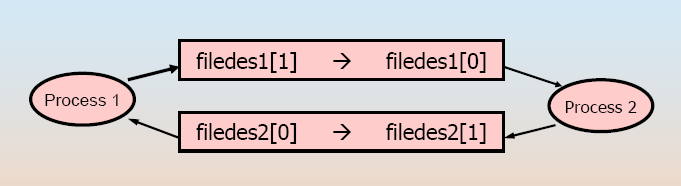 filedes1[1] → filedes1[0]
Process 1
Process 2
filedes2[0] → filedes2[1]